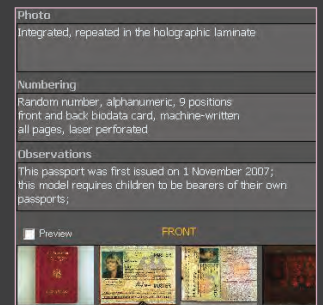 Photo
Integrated, repeated in the holographic laminate
Numbering
Random number, alphanumeric, 9 positions
front and back biodata card, machine-written
all pages, laser perforated
Observations
This passport was first issued on 1 November 2007;
this model requires children to be bearers of their own
passports;
Preview
FRONT